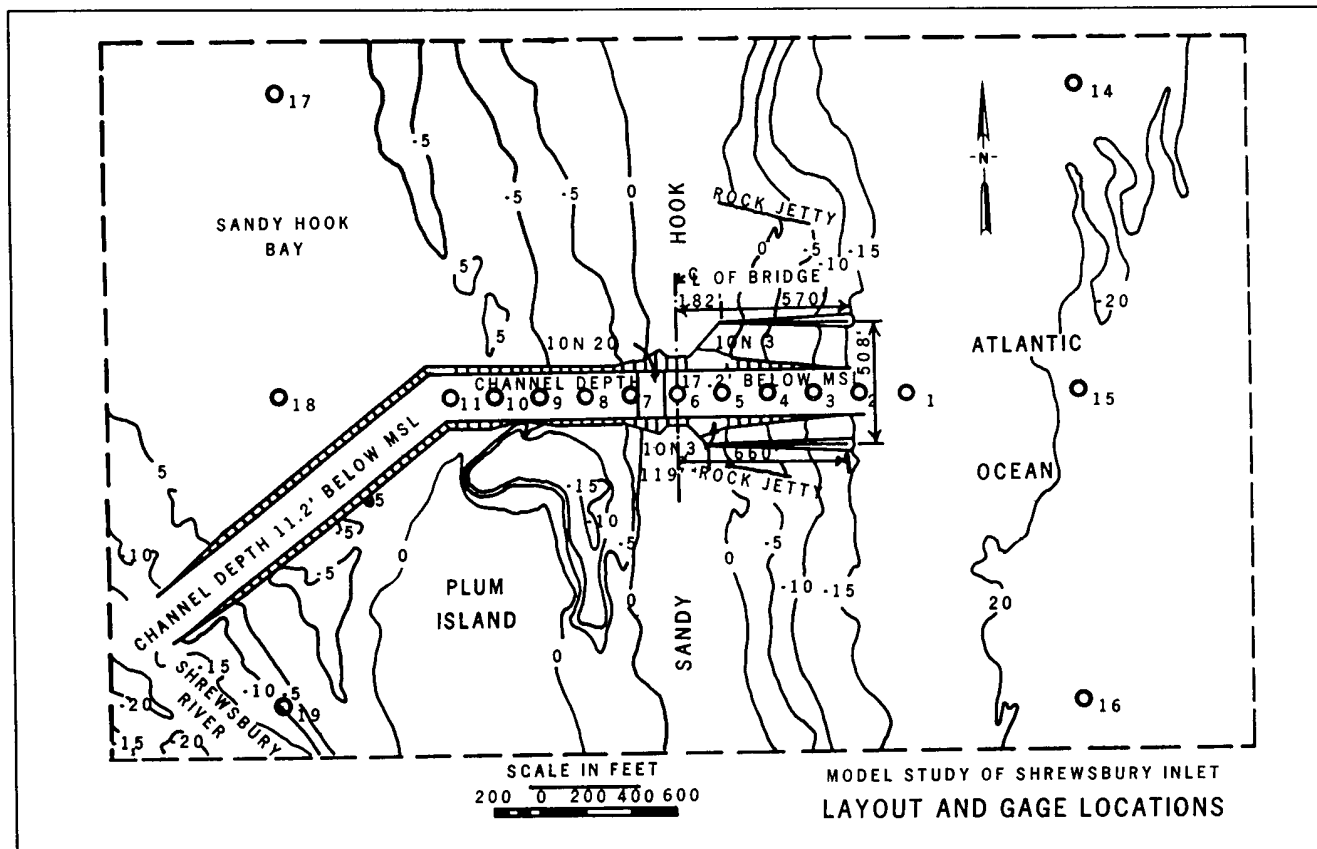 17
14
-N-
-5
-5
-5
0
HOOK
ROCK JETTY
SANDY HOOK
BAY
0
-5
-10
-15
5
-20
℄ OF BRIDGE
182'
570'
5
10N 20
10N 3
508'
ATLANTIC
CHANNEL DEPTH 17.2' BELOW MSL
18
11
10
9
8
7
6
5
4
3
2
1
15
10N3
660'
119'
ROCK JETTY
OCEAN
5
-5
-15
-10
-5
5
-5
0
0
0
-5
-10
-15
-10
CHANNEL DEPTH 11.2' BELOW MSL
PLUM
ISLAND
0
0
SANDY
20
SHREWSBURY
RIVER
-15
-10
-5
-20
15
-20
19
16
SCALE IN FEET
200 0 200 400 600
MODEL STUDY OF SHREWSBURY INLET
LAYOUT AND GAGE LOCATIONS